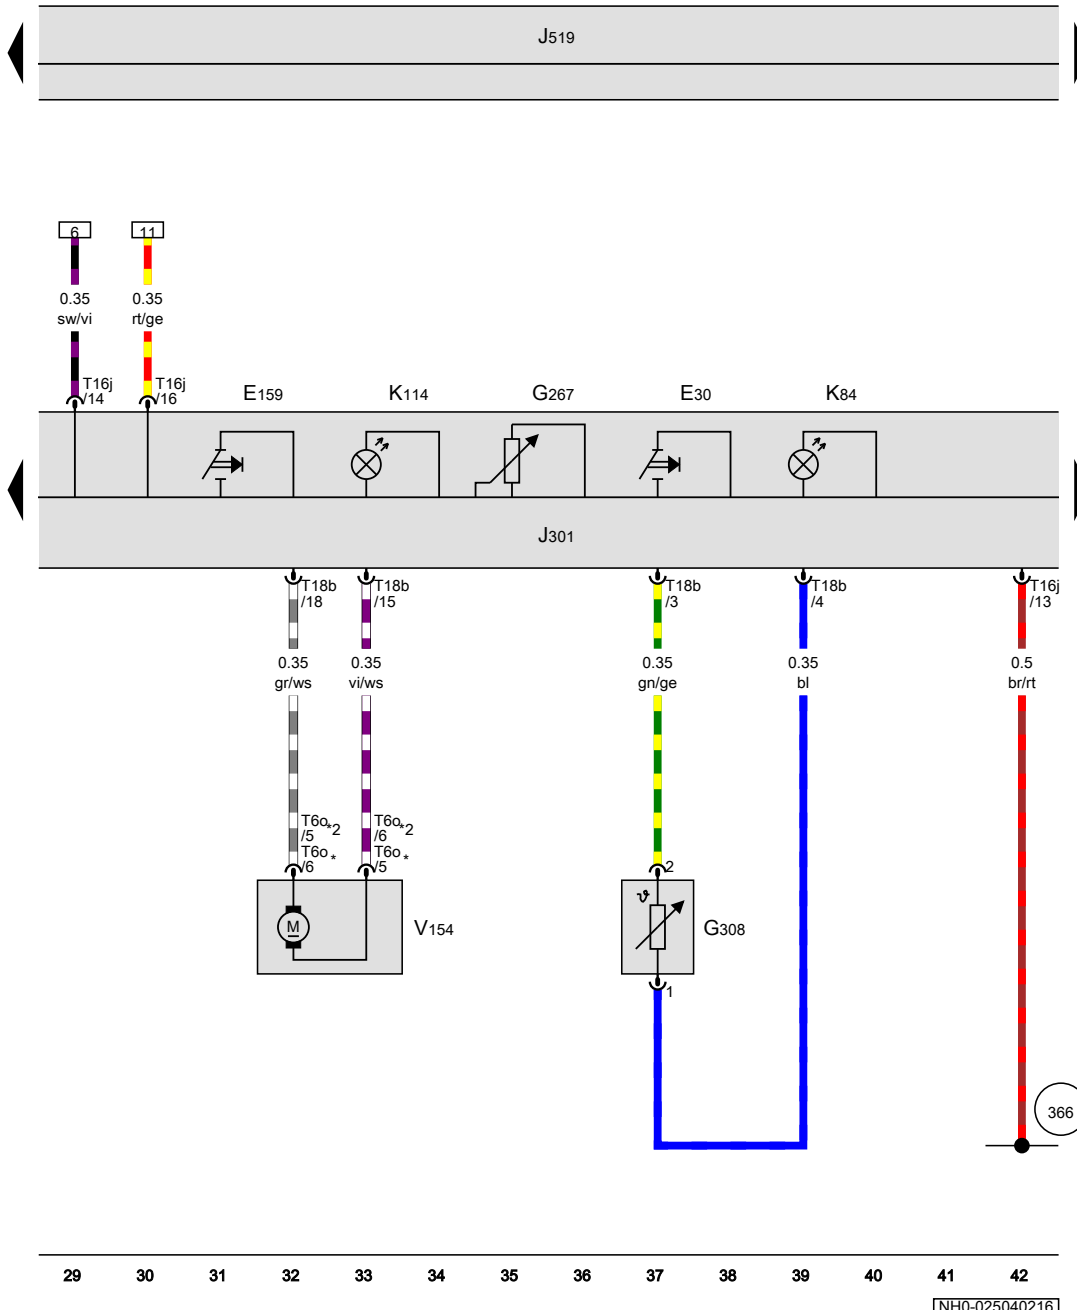 J519
6
11
0.35
sw/vi
0.35
rt/ge
T16j
/14
T16j
/16
E159
K114
G267
E30
K84
J301
T18b
/18
T18b
/15
T18b
/3
T18b
/4
T16j
/13
0.35
gr/ws
0.35
vi/ws
0.35
gn/ge
0.35
bl
0.5
br/rt
T6o*2
/5
T6o*
/6
T6o*2
/6
T6o*
/5
2
M
V154
ϑ
G308
1
366
29 30 31 32 33 34 35 36 37 38 39 40 41 42
NH0-025040216